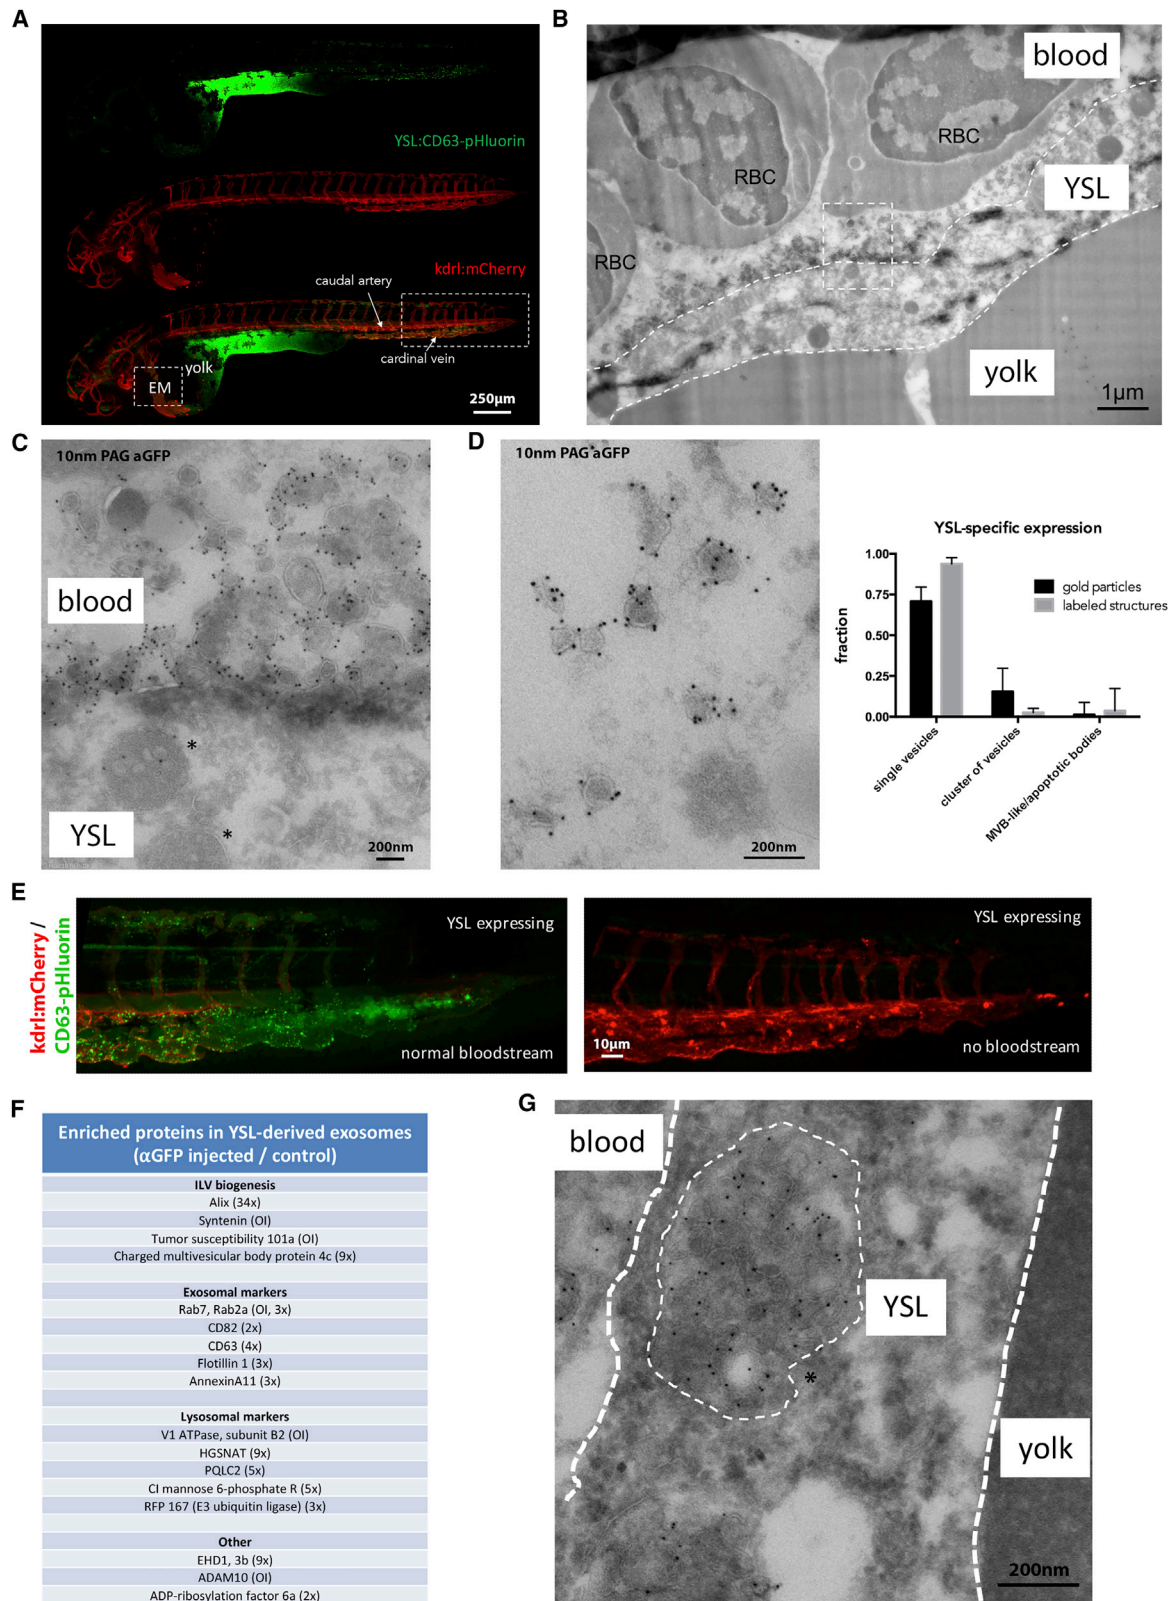 A
YSL:CD63-pHluorin
kdrl:mCherry
caudal artery
cardinal vein
yolk
EM
250µm
B
blood
RBC
RBC
YSL
RBC
yolk
1µm
C
10nm PAG aGFP
blood
*
YSL
*
200nm
D
10nm PAG aGFP
200nm
YSL-specific expression
1.00
0.75
0.50
0.25
0.00
fraction
gold particles
labeled structures
single vesicles
cluster of vesicles
MVB-like/apoptotic bodies
E
kdrl:mCherry /
CD63-pHluorin
YSL expressing
normal bloodstream
YSL expressing
10µm
no bloodstream
F
Enriched proteins in YSL-derived exosomes
(αGFP injected / control)
ILV biogenesis
Alix (34x)
Syntenin (OI)
Tumor susceptibility 101a (OI)
Charged multivesicular body protein 4c (9x)
Exosomal markers
Rab7, Rab2a (OI, 3x)
CD82 (2x)
CD63 (4x)
Flotillin 1 (3x)
AnnexinA11 (3x)
Lysosomal markers
V1 ATPase, subunit B2 (OI)
HGSNAT (9x)
PQLC2 (5x)
CI mannose 6-phosphate R (5x)
RFP 167 (E3 ubiquitin ligase) (3x)
Other
EHD1, 3b (9x)
ADAM10 (OI)
ADP-ribosylation factor 6a (2x)
G
blood
YSL
*
yolk
200nm